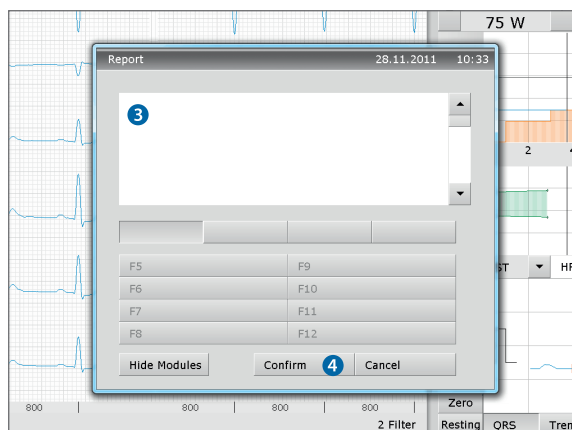 75 W
Report 28.11.2011 10:33
3
2 4
ST HF
F5 F9
F6 F10
F7 F11
F8 F12
Hide Modules Confirm 4 Cancel
800 800 800 800 Zero
2 Filter Resting QRS Tren